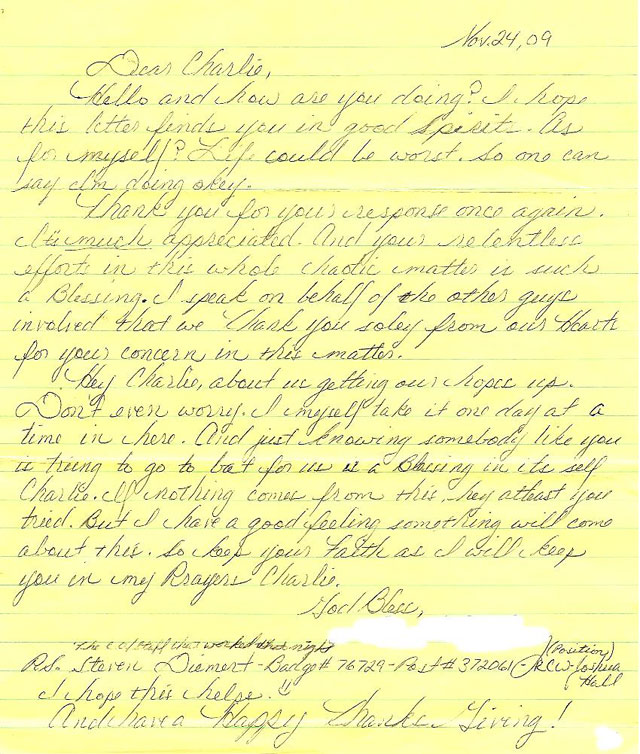 Nov. 24, 09
Dear Charlie,
Hello and how are you doing? I hope
this letter finds you in good Spirits. As
for myself? Life could be worst. So one can
say I'm doing okey.
Thank you for your response once again.
It's much appreciated. And your relentless
efforts in this whole chaotic matter is such
a Blessing. I speak on behalf of the other guys
involved that we Thank you soley from our Hearts
for your concern in this matter.
Hey Charlie, about us getting our hopes up.
Don't even worry. I myself take it one day at a
time in here. And just knowing somebody like you
is trying to go to bat for us is a Blessing in its self
Charlie. If nothing comes from this, hey atleast you
tried. But I have a good feeling something will come
about this. So keep your Faith as I will keep
you in my Prayers Charlie.
God Bless,
The C.O staff that worked that night
P.S. Steven Diemert - Badge# 76729 - Post# 372061 - RCW - Joshua Hall (Position)
I hope this helps.
And have a Happy Thanks Giving!